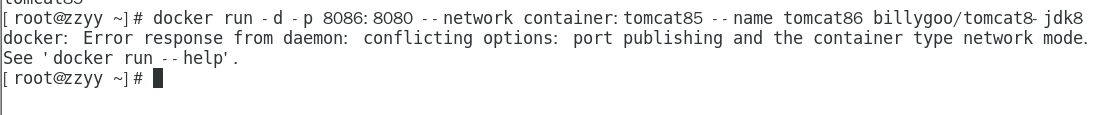 [root@zzyy ~]# docker run -d -p 8086:8080 --network container:tomcat85 --name tomcat86 billygoo/tomcat8-jdk8
docker: Error response from daemon: conflicting options: port publishing and the container type network mode.
See 'docker run --help'.
[root@zzyy ~]#